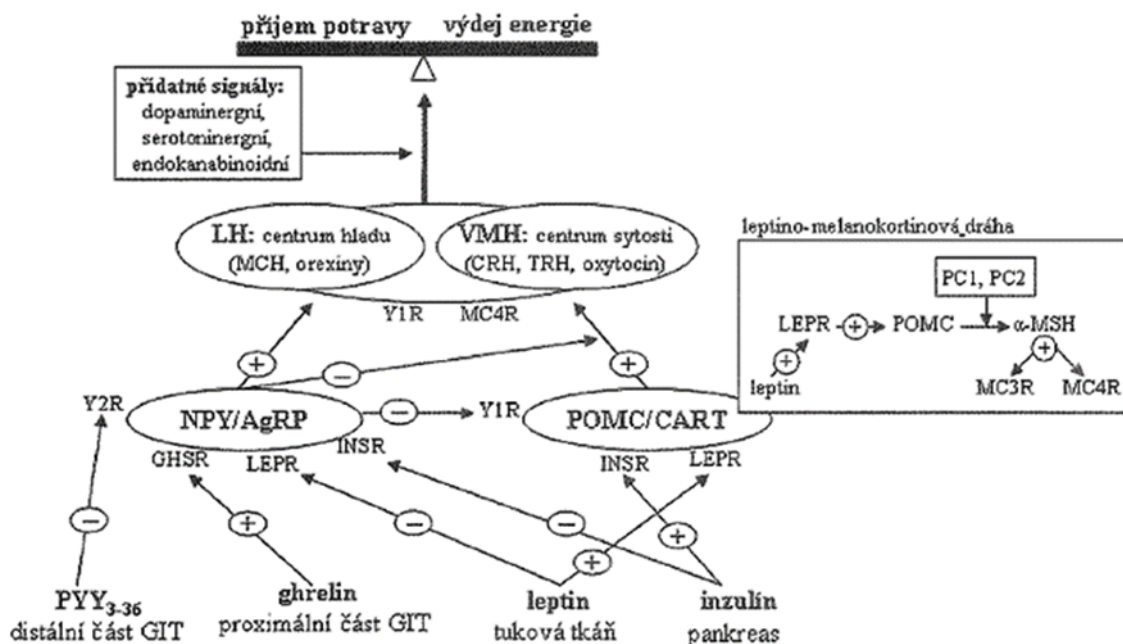 příjem potravy výdej energie
přídatné signály:
dopaminergní,
serotoninergní,
endokanabinoidní
LH: centrum hladu
(MCH, orexiny)
VMH: centrum sytosti
(CRH, TRH, oxytocin)
Y1R MC4R
leptino-melanokortinová dráha
PC1, PC2
LEPR + POMC α-MSH
+
+
leptin
MC3R MC4R
+
−
+
Y2R
NPY/AgRP
−
Y1R
POMC/CART
GHSR LEPR INSR
INSR LEPR
−
+
−
−
+
+
PYY3-36
distální část GIT
ghrelin
proximální část GIT
leptin
tuková tkáň
inzulín
pankreas